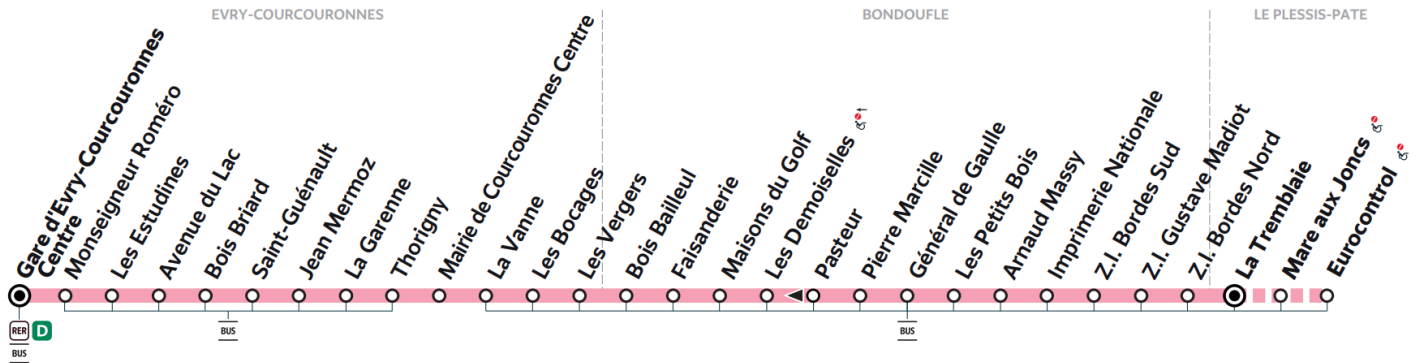 EVRY-COURCOURONNES
BONDOUFLE
LE PLESSIS-PATE
Gare d'Evry-Courcouronnes
Centre
Monseigneur Roméro
Les Estudines
Avenue du Lac
Bois Briard
Saint-Guénault
Jean Mermoz
La Garenne
Thorigny
Mairie de Courcouronnes Centre
La Vanne
Les Bocages
Les Vergers
Bois Bailleul
Faisanderie
Maisons du Golf
Les Demoiselles
Pasteur
Pierre Marcille
Général de Gaulle
Les Petits Bois
Arnaud Massy
Imprimerie Nationale
Z.I. Bordes Sud
Z.I. Gustave Madiot
Z.I. Bordes Nord
La Tremblaie
Mare aux Joncs
Eurocontrol
RER D
BUS
BUS
BUS